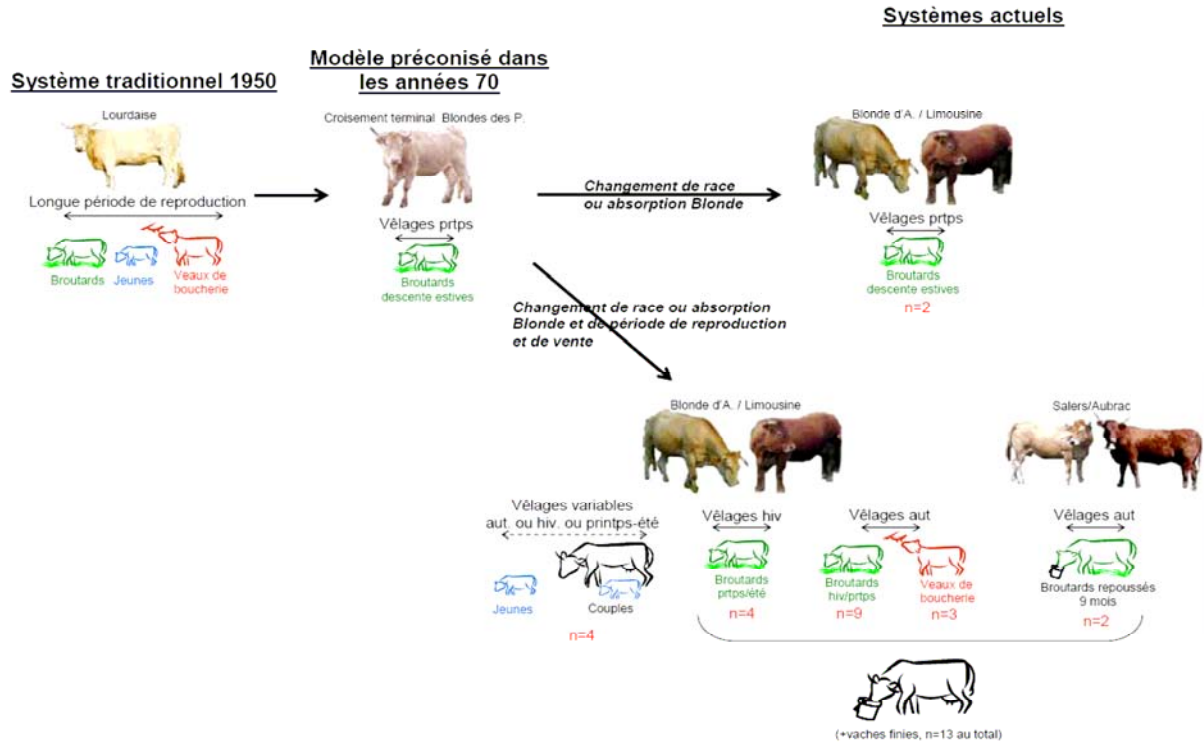 Systèmes actuels
Modèle préconisé dans
les années 70
Système traditionnel 1950
Lourdaise
Croisement terminal Blondes des P.
Blonde d'A. / Limousine
Longue période de reproduction
Changement de race
ou absorption Blonde
Vêlages prtps
Vêlages prtps
Broutards
Jeunes
Veaux de
boucherie
Broutards
descente estives
Broutards
descente estives
n=2
Changement de race ou absorption
Blonde et de période de reproduction
et de vente
Blonde d'A. / Limousine
Salers/Aubrac
Vêlages variables
aut. ou hiv. ou printps-été
Vêlages hiv
Vêlages aut
Vêlages aut
Jeunes
Couples
n=4
Broutards
prtps/été
n=4
Broutards
hiv/prtps
n=9
Veaux de
boucherie
n=3
Broutards repoussés
9 mois
n=2
(+vaches finies, n=13 au total)